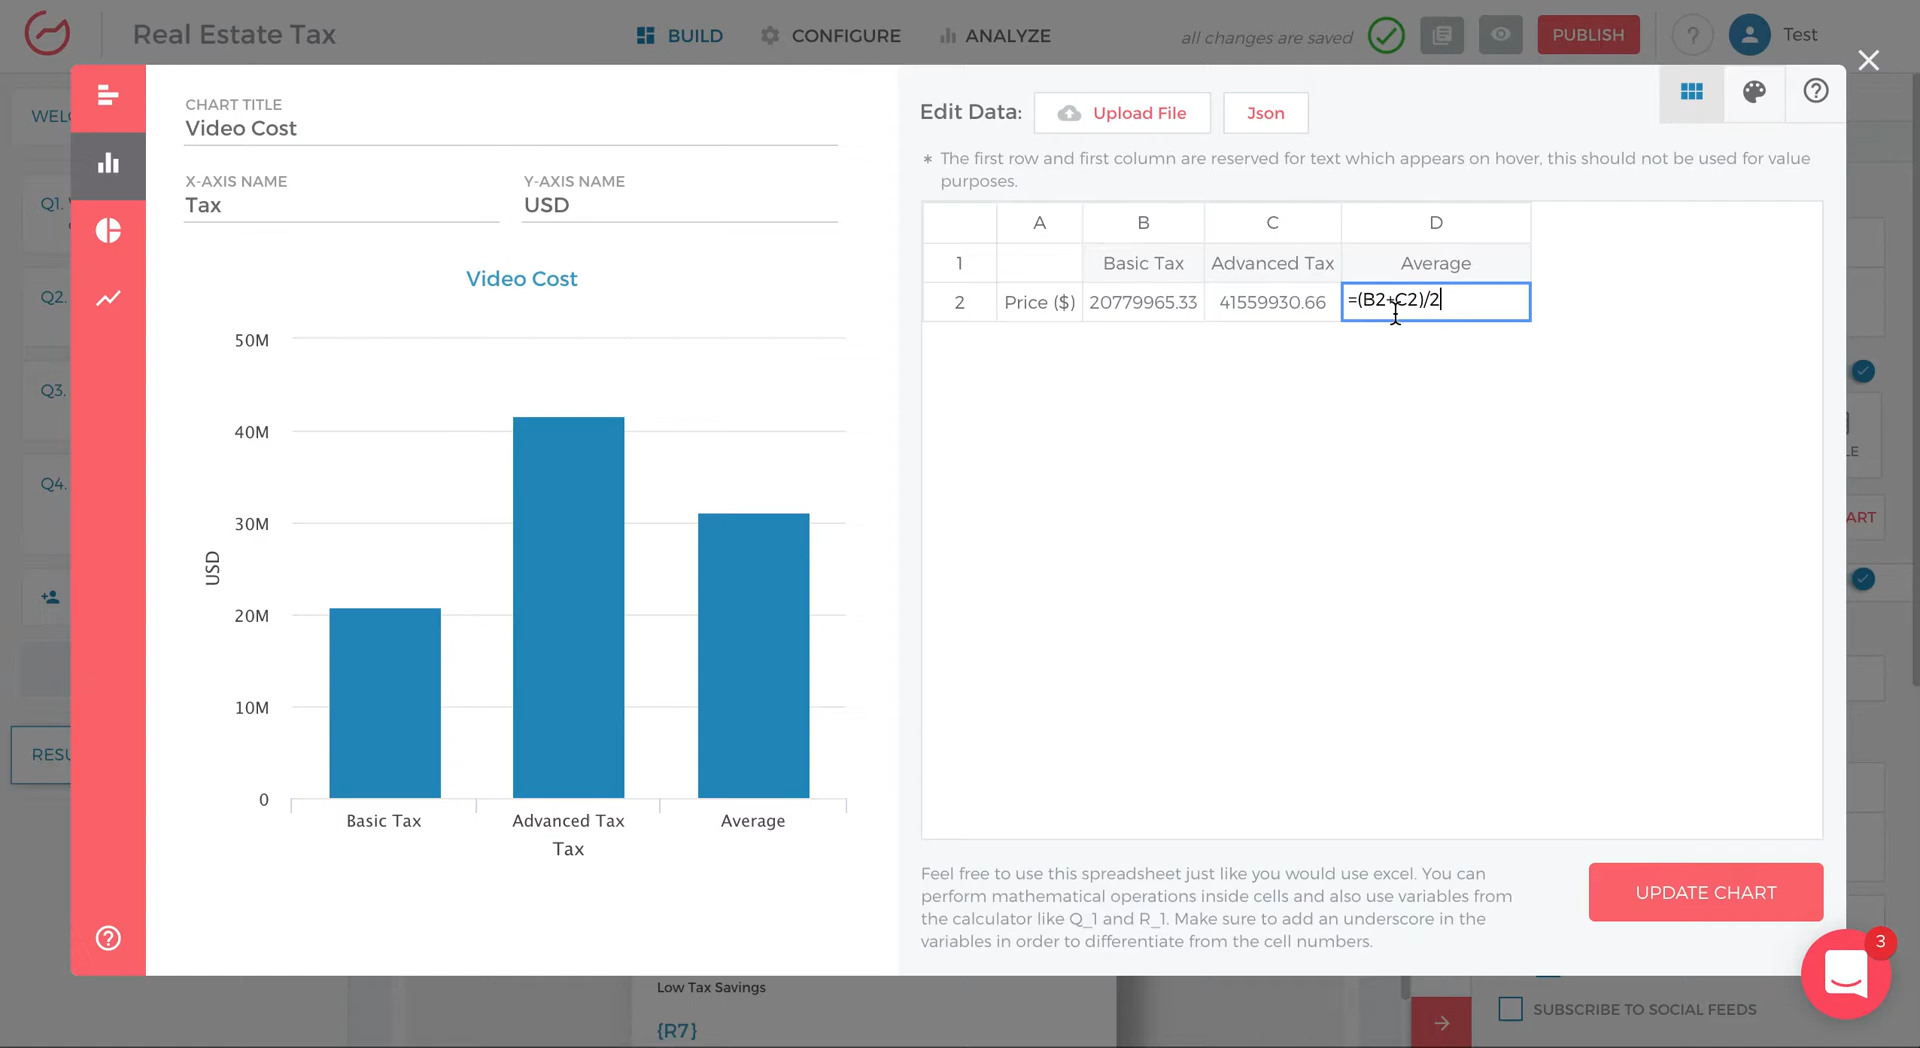 Real Estate Tax
BUILD
CONFIGURE
ANALYZE
all changes are saved
PUBLISH
?
Test
CHART TITLE
Video Cost
X-AXIS NAME
Tax
Y-AXIS NAME
USD
Video Cost
50M
40M
30M
20M
10M
0
USD
Basic Tax
Advanced Tax
Average
Tax
Edit Data:
Upload File
Json
?
* The first row and first column are reserved for text which appears on hover, this should not be used for value
purposes.
A B C D
1 Basic Tax Advanced Tax Average
2 Price ($) 20779965.33 41559930.66 =(B2+C2)/2
Feel free to use this spreadsheet just like you would use excel. You can
perform mathematical operations inside cells and also use variables from
the calculator like Q_1 and R_1. Make sure to add an underscore in the
variables in order to differentiate from the cell numbers.
UPDATE CHART
3
?
Q1.
Q2.
Q3.
Q4.
Low Tax Savings
{R7}
SUBSCRIBE TO SOCIAL FEEDS